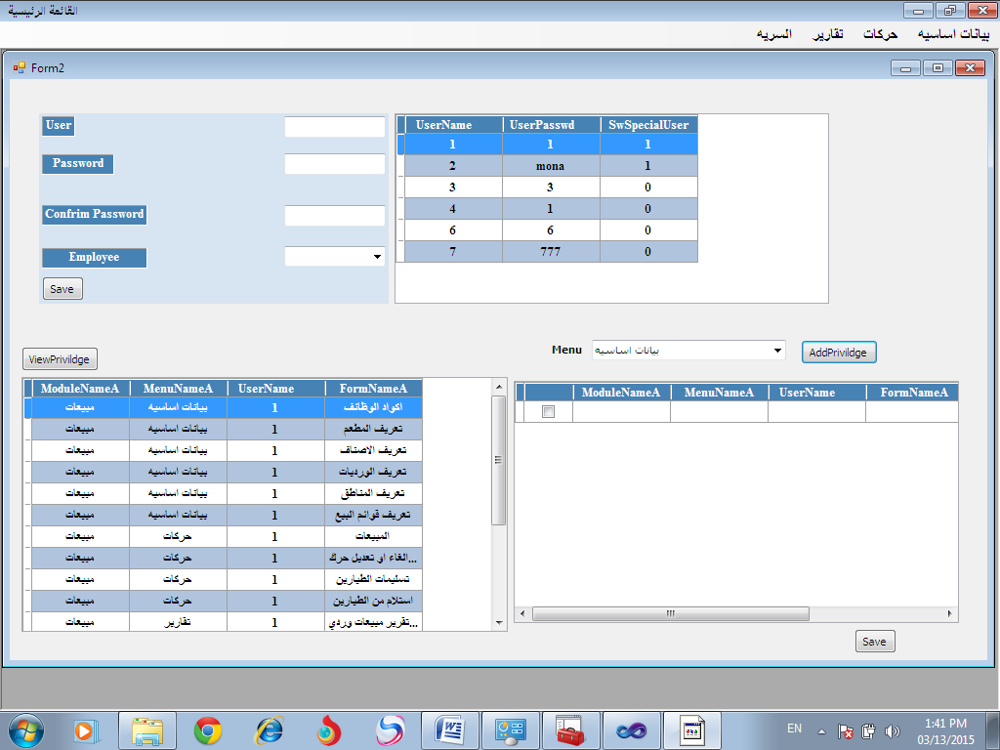 القائمة الرئيسية
بيانات اساسيه حركات تقارير السريه
Form2
User
Password
Confrim Password
Employee
Save
UserName UserPasswd SwSpecialUser
1 1 1
2 mona 1
3 3 0
4 1 0
6 6 0
7 777 0
ViewPrivildge
Menu بيانات اساسيه AddPrivildge
ModuleNameA MenuNameA UserName FormNameA
مبيعات بيانات اساسيه 1 اكواد الوظائف
مبيعات بيانات اساسيه 1 تعريف المطعم
مبيعات بيانات اساسيه 1 تعريف الاصناف
مبيعات بيانات اساسيه 1 تعريف الورديات
مبيعات بيانات اساسيه 1 تعريف المناطق
مبيعات بيانات اساسيه 1 تعريف قوائم البيع
مبيعات حركات 1 المبيعات
مبيعات حركات 1 الغاء او تعديل حرك...
مبيعات حركات 1 تسليمات الطيارين
مبيعات حركات 1 استلام من الطيارين
مبيعات تقارير 1 تقرير مبيعات وردي...
ModuleNameA MenuNameA UserName FormNameA
Save
EN
1:41 PM
03/13/2015